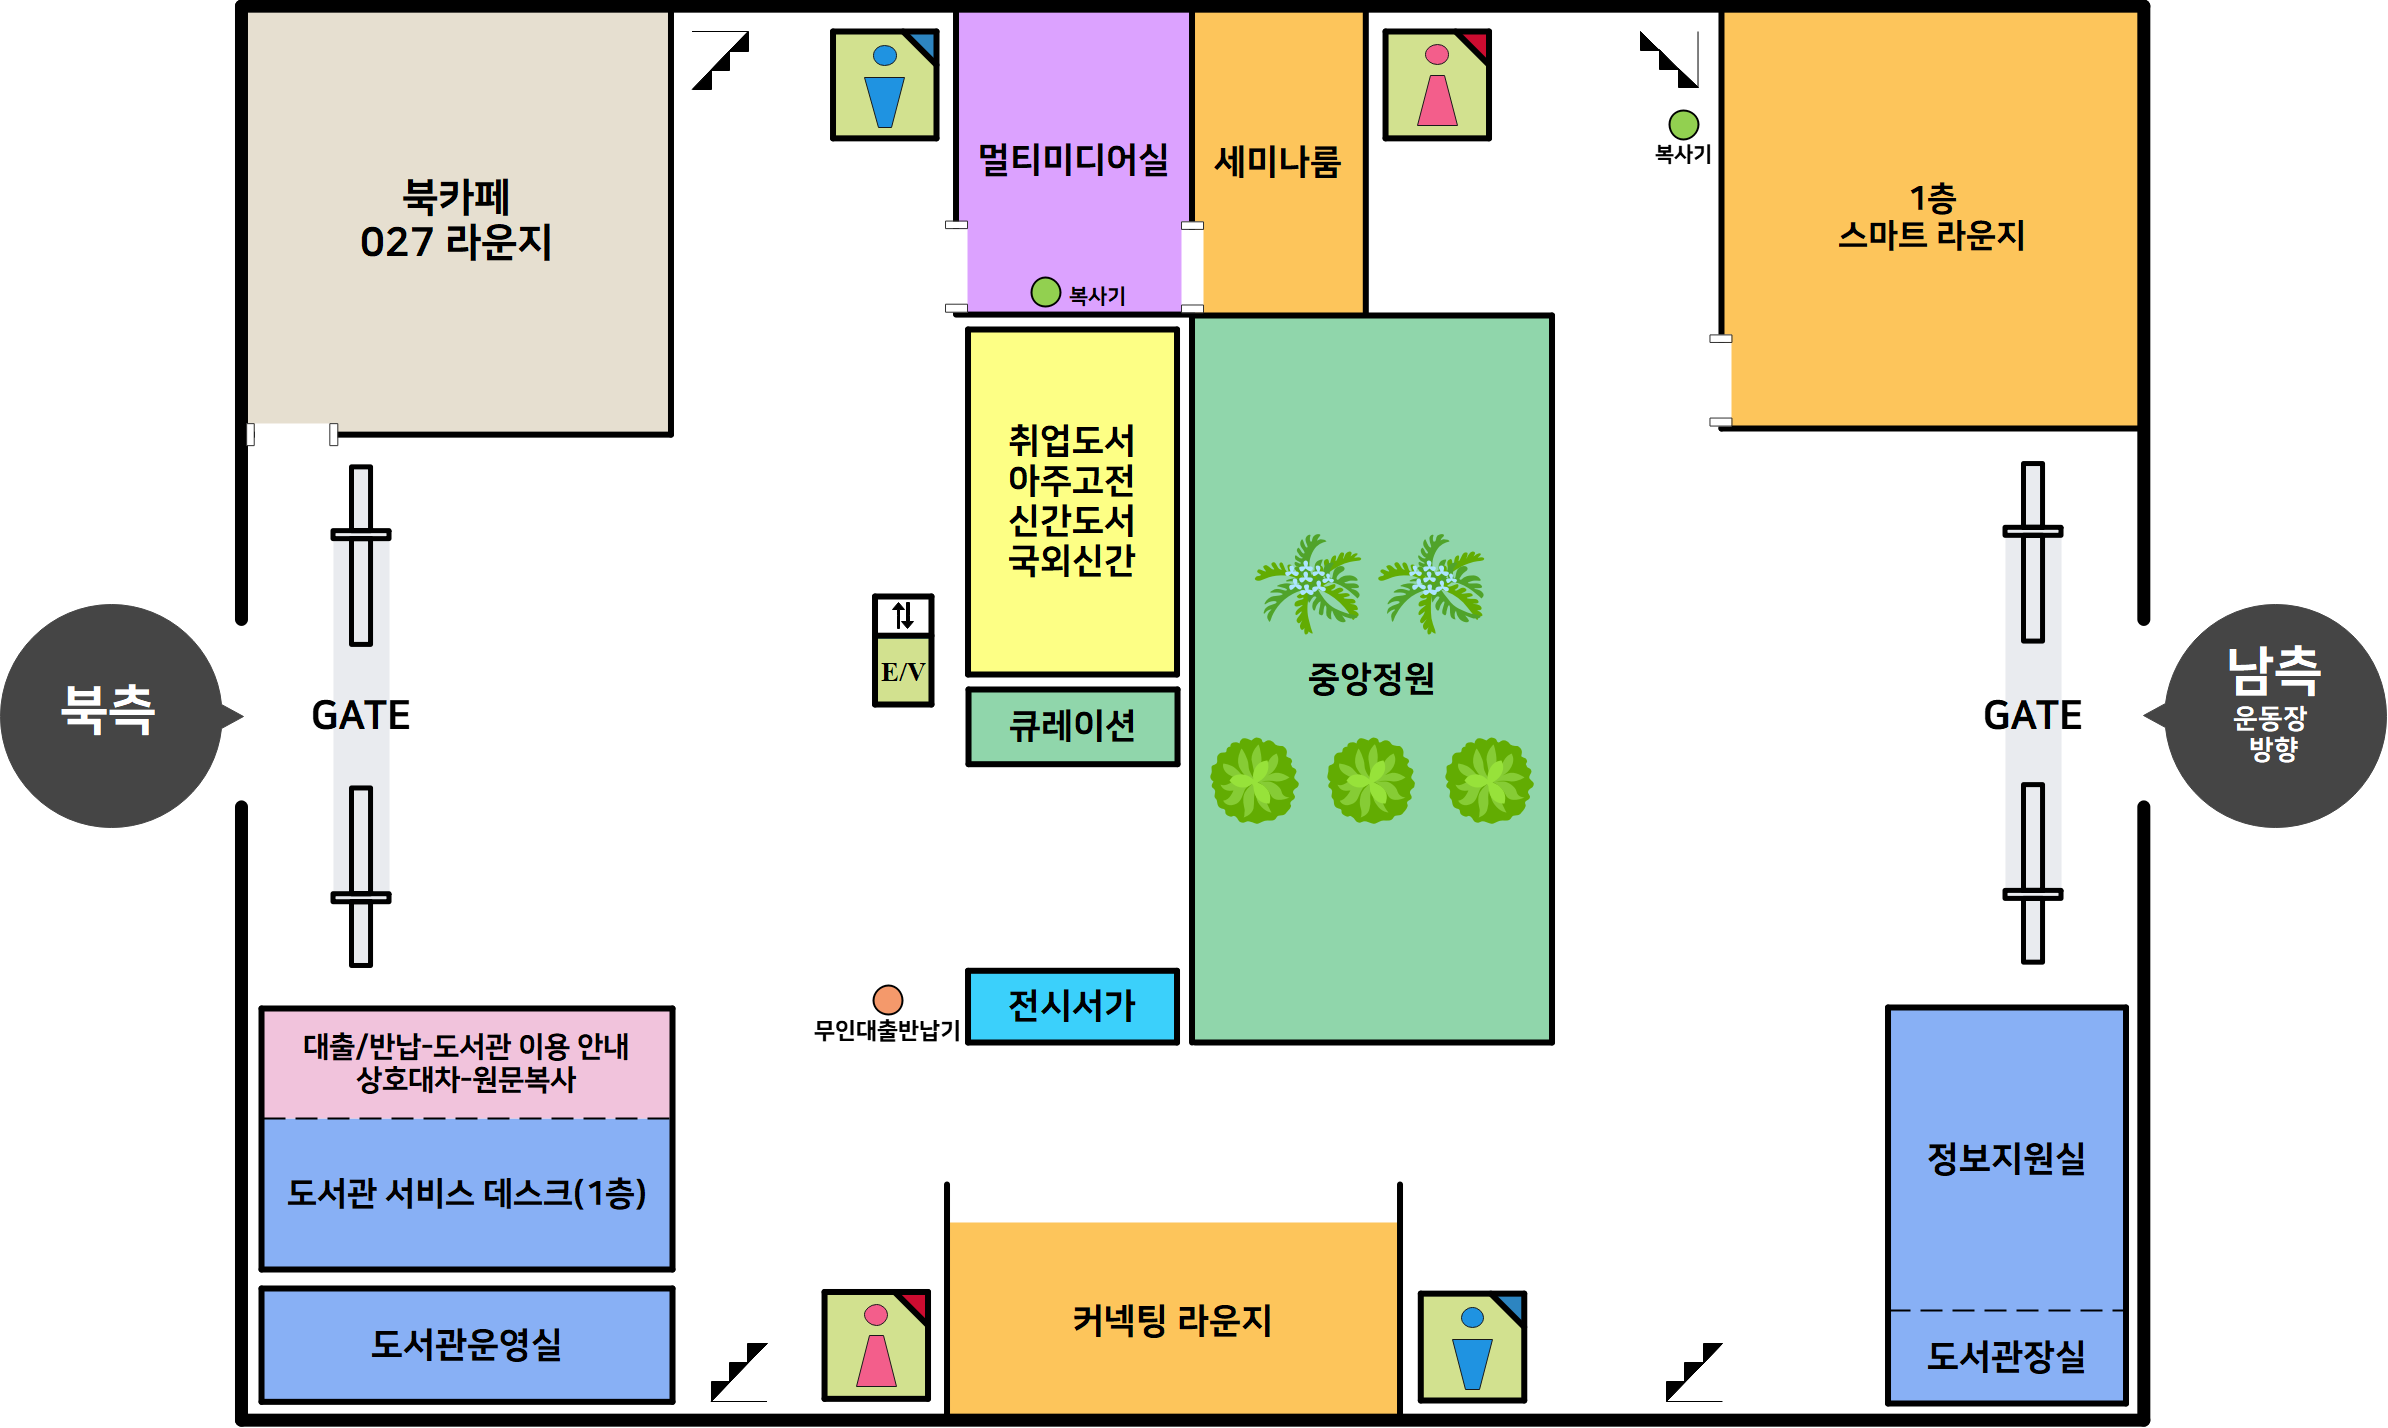 북카페
027 라운지
멀티미디어실
복사기
세미나룸
복사기
1층
스마트 라운지
취업도서
아주고전
신간도서
국외신간
E/V
큐레이션
중앙정원
북측
GATE
GATE
남측
운동장
방향
무인대출반납기
전시서가
대출/반납-도서관 이용 안내
상호대차-원문복사
도서관 서비스 데스크(1층)
도서관운영실
커넥팅 라운지
정보지원실
도서관장실